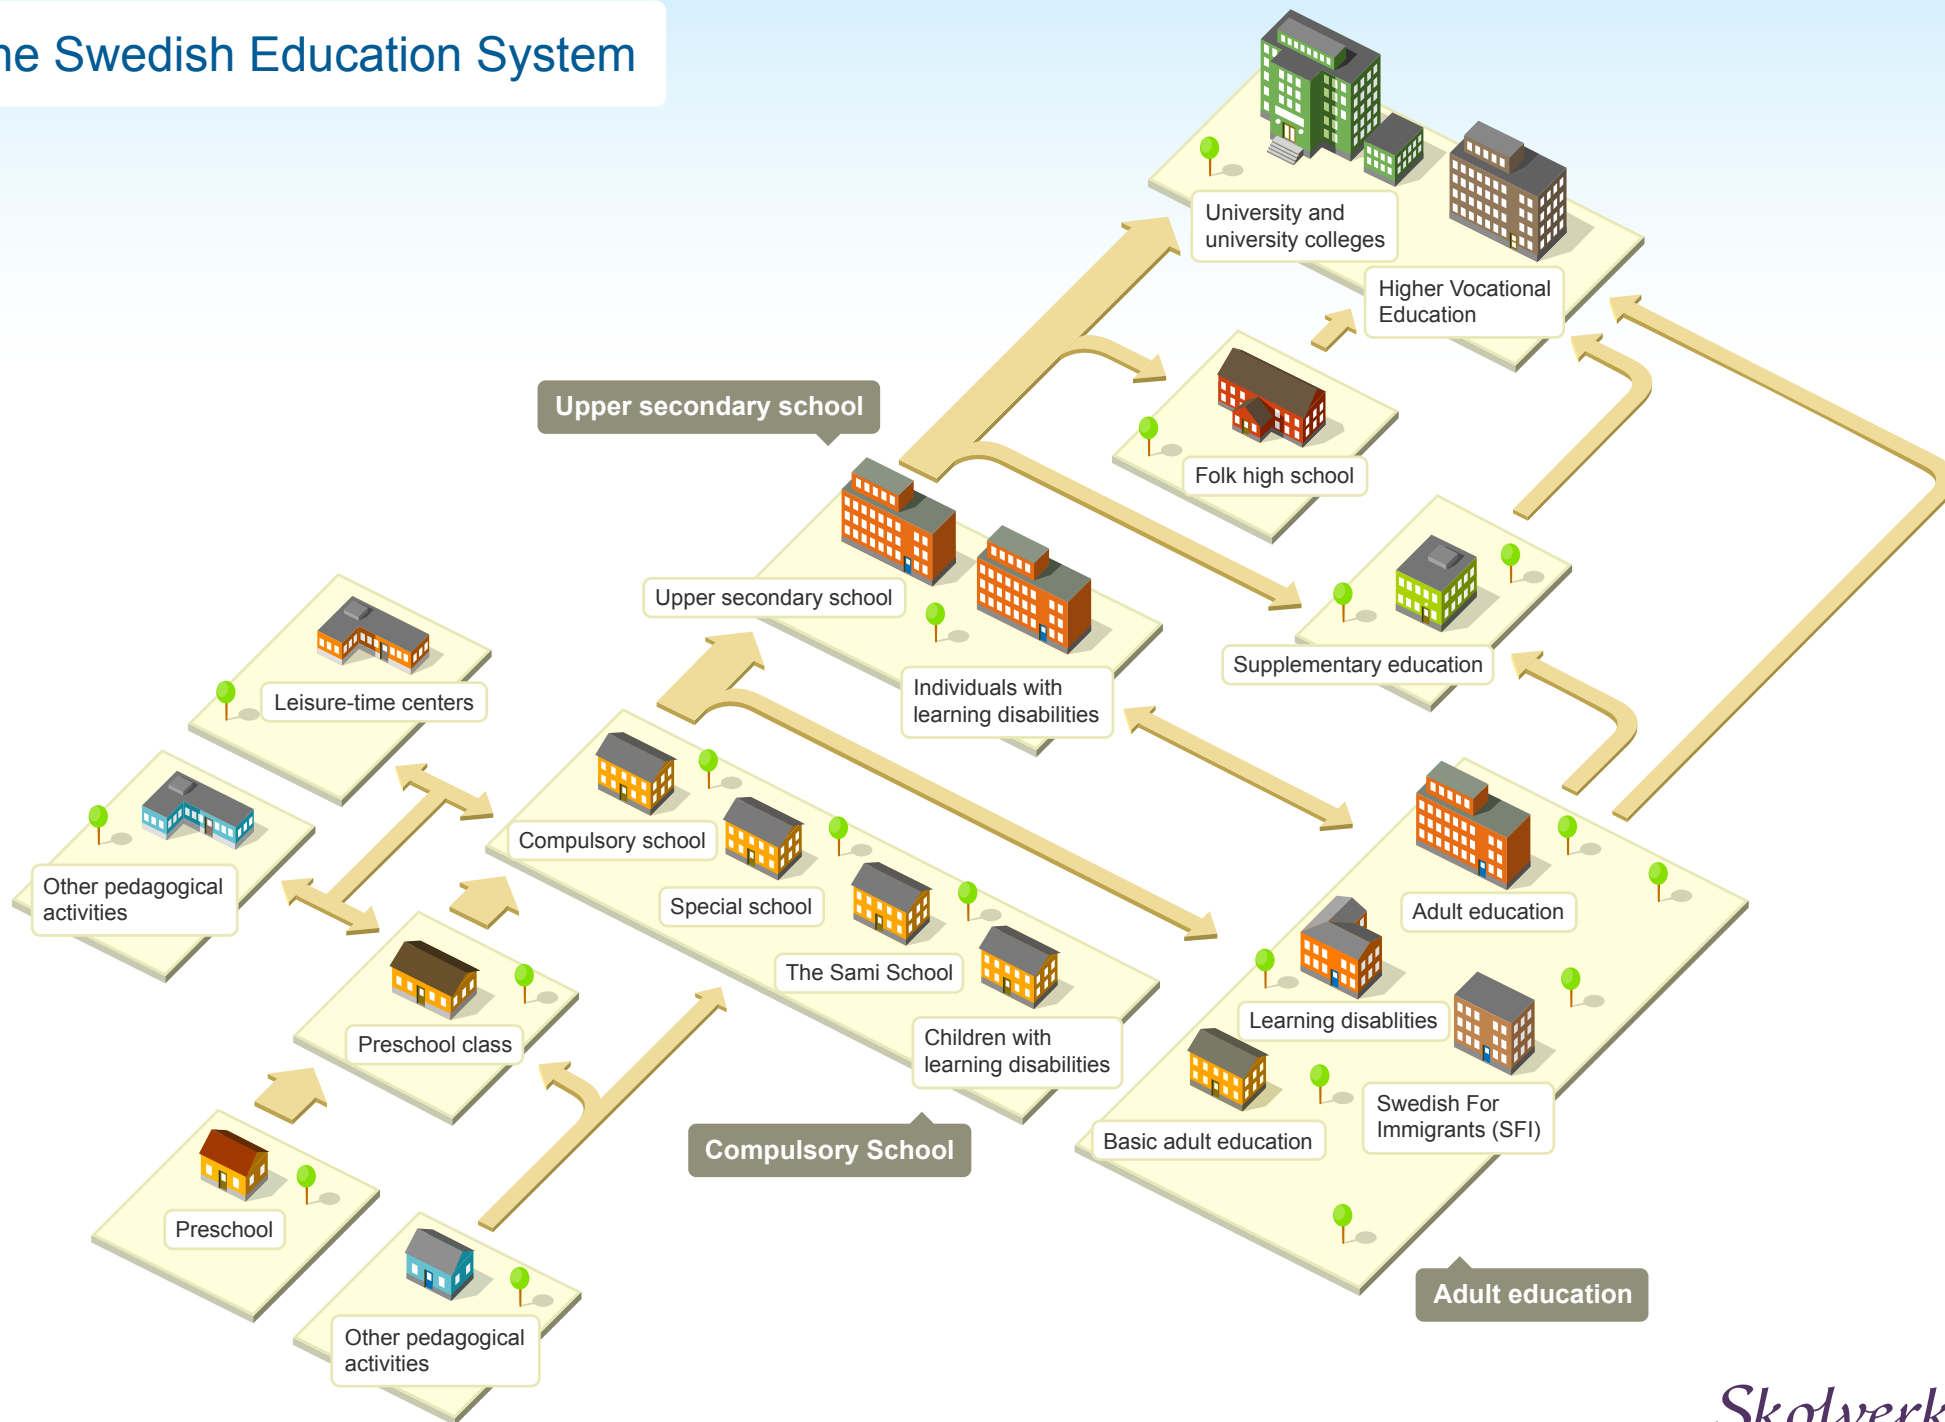 he Swedish Education System
University and
university colleges
Higher Vocational
Education
Upper secondary school
Folk high school
Upper secondary school
Supplementary education
Individuals with
learning disabilities
Leisure-time centers
Compulsory school
Other pedagogical
activities
Special school
Adult education
The Sami School
Learning disablities
Preschool class
Children with
learning disabilities
Swedish For
Immigrants (SFI)
Basic adult education
Compulsory School
Preschool
Adult education
Other pedagogical
activities
Skolverk